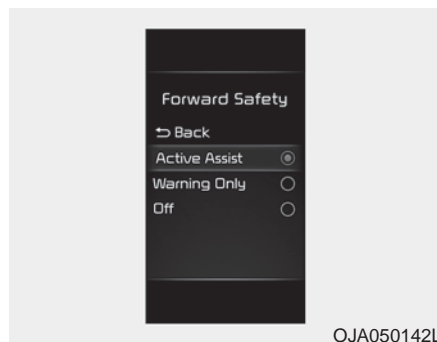 Forward Safety
Back
Active Assist
Warning Only
Off
OJA050142L